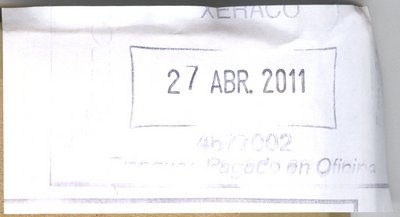 XERACO
27 ABR. 2011
4677002
Franqueo Pagado en Oficina